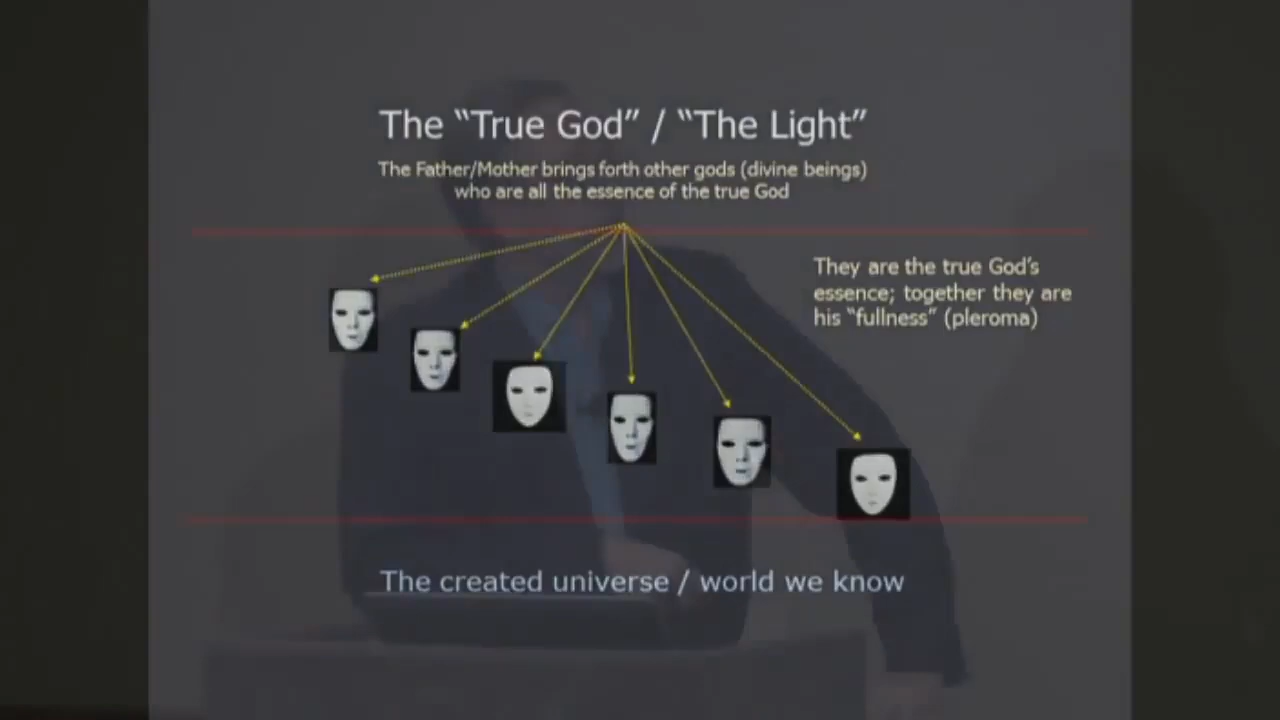 The “True God” / “The Light”
The Father/Mother brings forth other gods (divine beings)
who are all the essence of the true God
They are the true God’s
essence; together they are
his “fullness” (pleroma)
The created universe / world we know